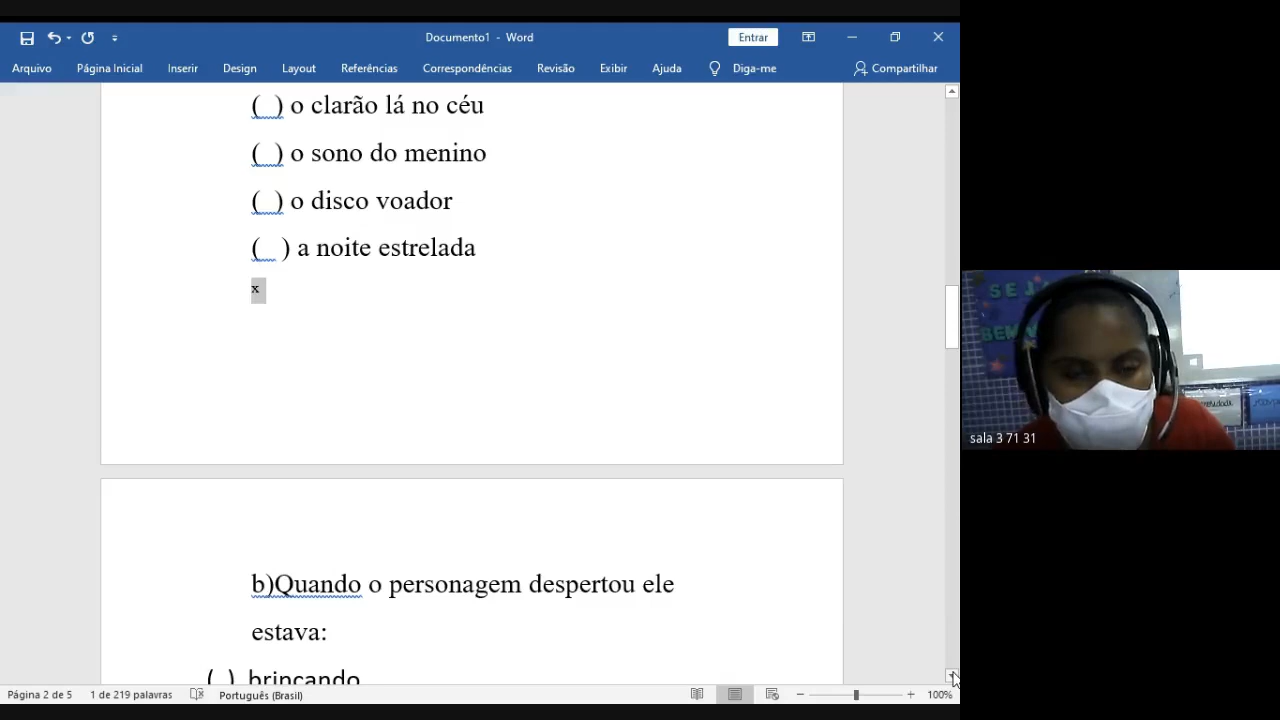 Documento1 - Word
Entrar
Arquivo Página Inicial Inserir Design Layout Referências Correspondências Revisão Exibir Ajuda Diga-me Compartilhar
( ) o clarão lá no céu
( ) o sono do menino
( ) o disco voador
( ) a noite estrelada
x
b)Quando o personagem despertou ele
estava:
( ) brincando
SEJA
BEM
sala 3 71 31
Página 2 de 5 1 de 219 palavras Português (Brasil) 100%